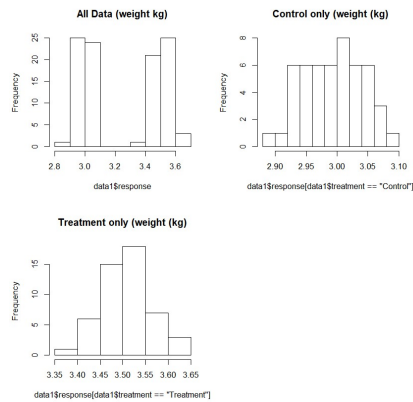 All Data (weight kg)
Frequency
0
5
10
15
20
25
2.8 3.0 3.2 3.4 3.6
data1$response
Control only (weight (kg)
Frequency
0
2
4
6
8
2.90 2.95 3.00 3.05 3.10
data1$response[data1$treatment == "Control"]
Treatment only (weight (kg)
Frequency
0
5
10
15
3.35 3.40 3.45 3.50 3.55 3.60 3.65
data1$response[data1$treatment == "Treatment"]